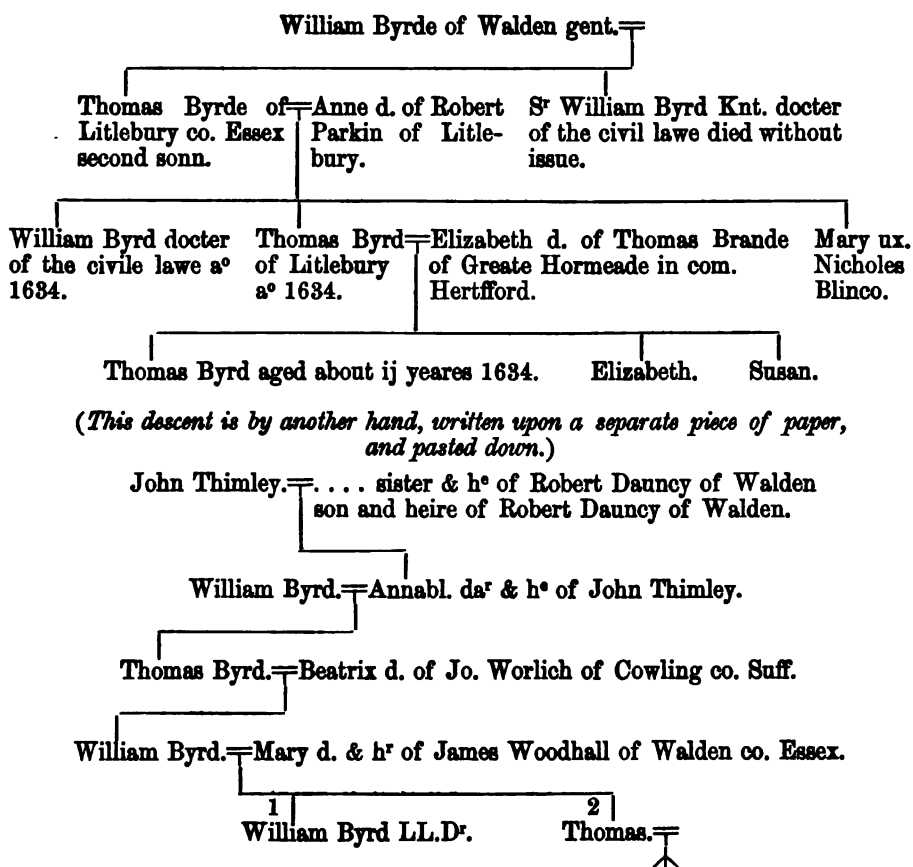 William Byrde of Walden gent.
Thomas Byrde of
Litlebury co. Essex
second sonn.
Anne d. of Robert
Parkin of Litle-
bury.
Sʳ William Byrd Knt. docter
of the civil lawe died without
issue.
William Byrd docter
of the civile lawe aᵒ
1634.
Thomas Byrd
of Litlebury
aᵒ 1634.
Elizabeth d. of Thomas Brande
of Greate Hormeade in com.
Hertfford.
Mary ux.
Nicholes
Blinco.
Thomas Byrd aged about ij yeares 1634.
Elizabeth.
Susan.
(This descent is by another hand, written upon a separate piece of paper,
and pasted down.)
John Thimley. .... sister & hᵉ of Robert Dauncy of Walden
son and heire of Robert Dauncy of Walden.
William Byrd. Annabl. daʳ & hᵉ of John Thimley.
Thomas Byrd. Beatrix d. of Jo. Worlich of Cowling co. Suff.
William Byrd. Mary d. & hʳ of James Woodhall of Walden co. Essex.
1 2
William Byrd LL.Dʳ. Thomas.